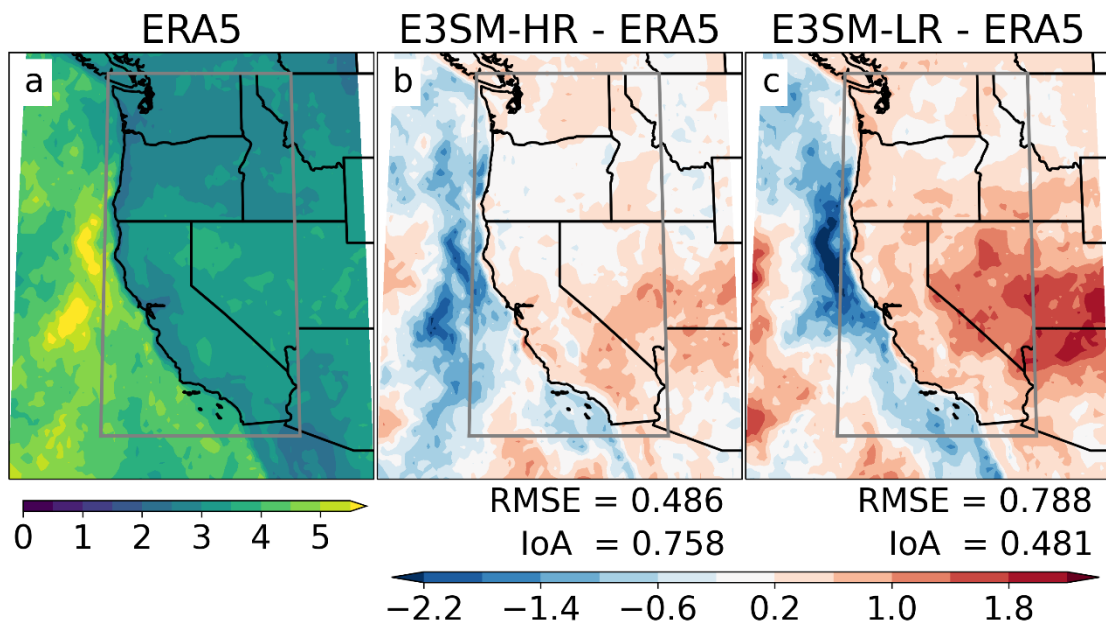 ERA5
E3SM-HR - ERA5
E3SM-LR - ERA5
a
b
c
RMSE = 0.486
RMSE = 0.788
0 1 2 3 4 5
IoA = 0.758
IoA = 0.481
−2.2 −1.4 −0.6 0.2 1.0 1.8